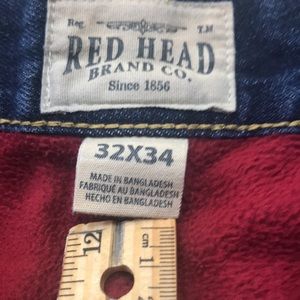 Reg. T.M
RED HEAD
BRAND CO.
Since 1856
32X34
MADE IN BANGLADESH
FABRIQUÉ AU BANGLADESH
HECHO EN BANGLADESH
12
cm 1